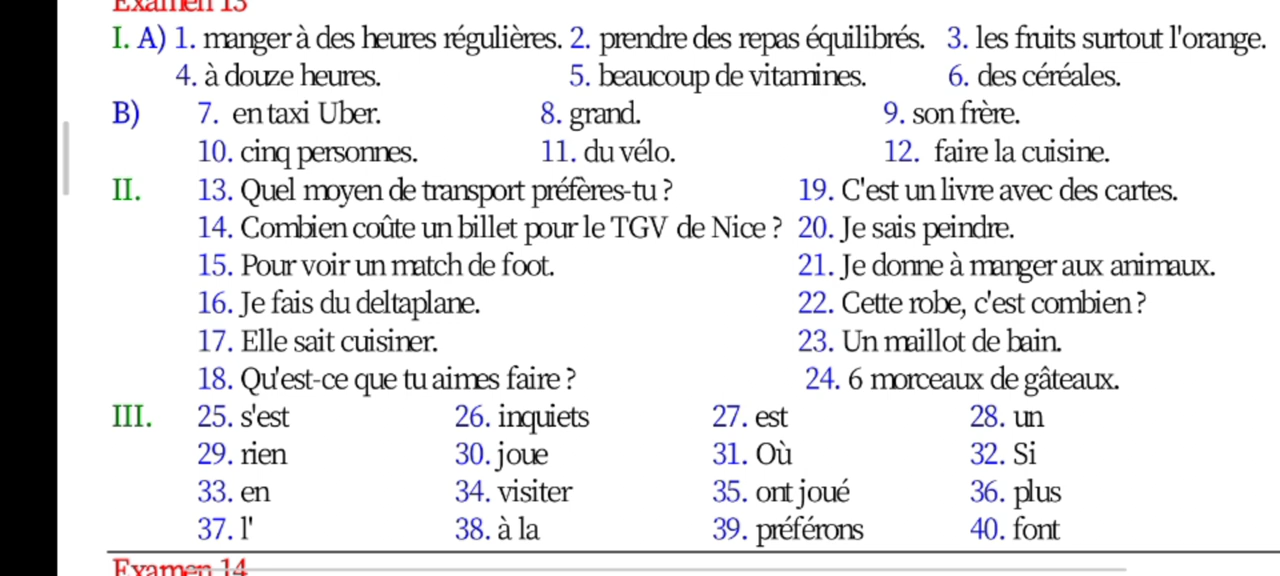 Examen 13
I. A) 1. manger à des heures régulières. 2. prendre des repas équilibrés. 3. les fruits surtout l'orange.
4. à douze heures. 5. beaucoup de vitamines. 6. des céréales.
B) 7. en taxi Uber. 8. grand. 9. son frère.
10. cinq personnes. 11. du vélo. 12. faire la cuisine.
II. 13. Quel moyen de transport préfères-tu ? 19. C'est un livre avec des cartes.
14. Combien coûte un billet pour le TGV de Nice ? 20. Je sais peindre.
15. Pour voir un match de foot. 21. Je donne à manger aux animaux.
16. Je fais du deltaplane. 22. Cette robe, c'est combien ?
17. Elle sait cuisiner. 23. Un maillot de bain.
18. Qu'est-ce que tu aimes faire ? 24. 6 morceaux de gâteaux.
III. 25. s'est 26. inquiets 27. est 28. un
29. rien 30. joue 31. Où 32. Si
33. en 34. visiter 35. ont joué 36. plus
37. l' 38. à la 39. préférons 40. font
Examen 14